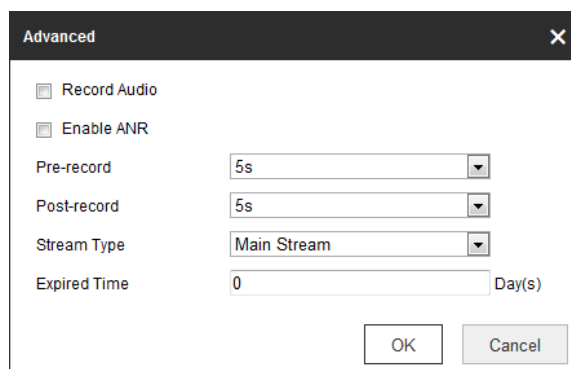 Advanced
Record Audio
Enable ANR
Pre-record 5s
Post-record 5s
Stream Type Main Stream
Expired Time 0 Day(s)
OK Cancel